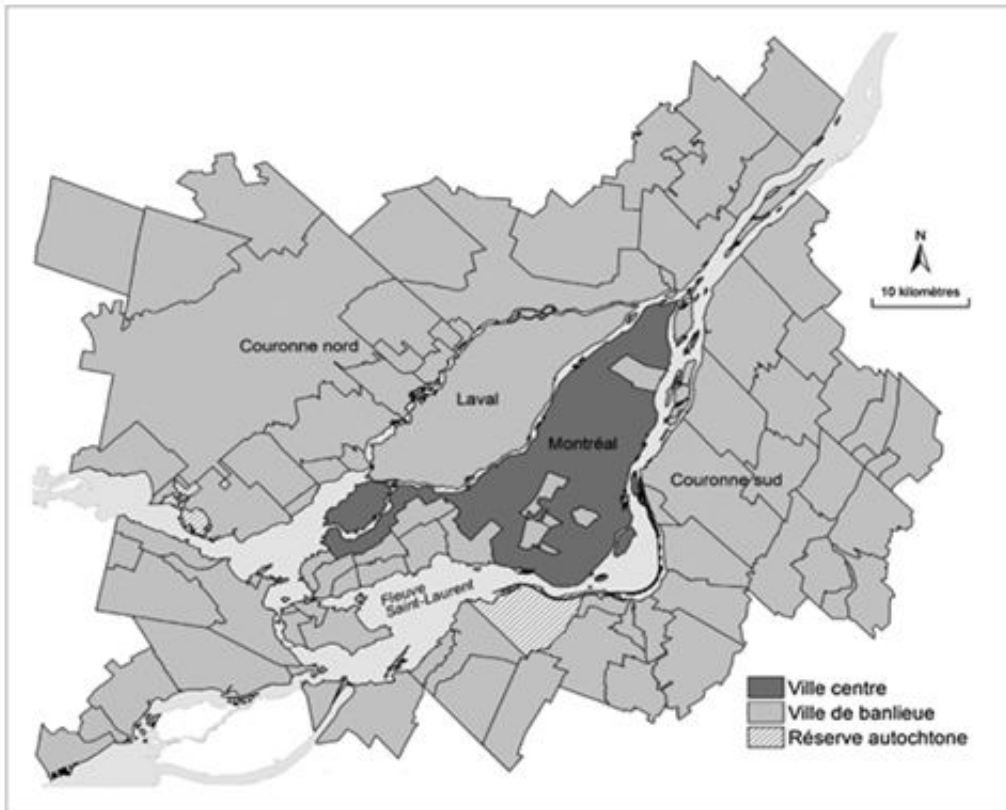 N
10 kilomètres
Couronne nord
Laval
Montréal
Couronne sud
Fleuve
Saint-Laurent
Ville centre
Ville de banlieue
Réserve autochtone